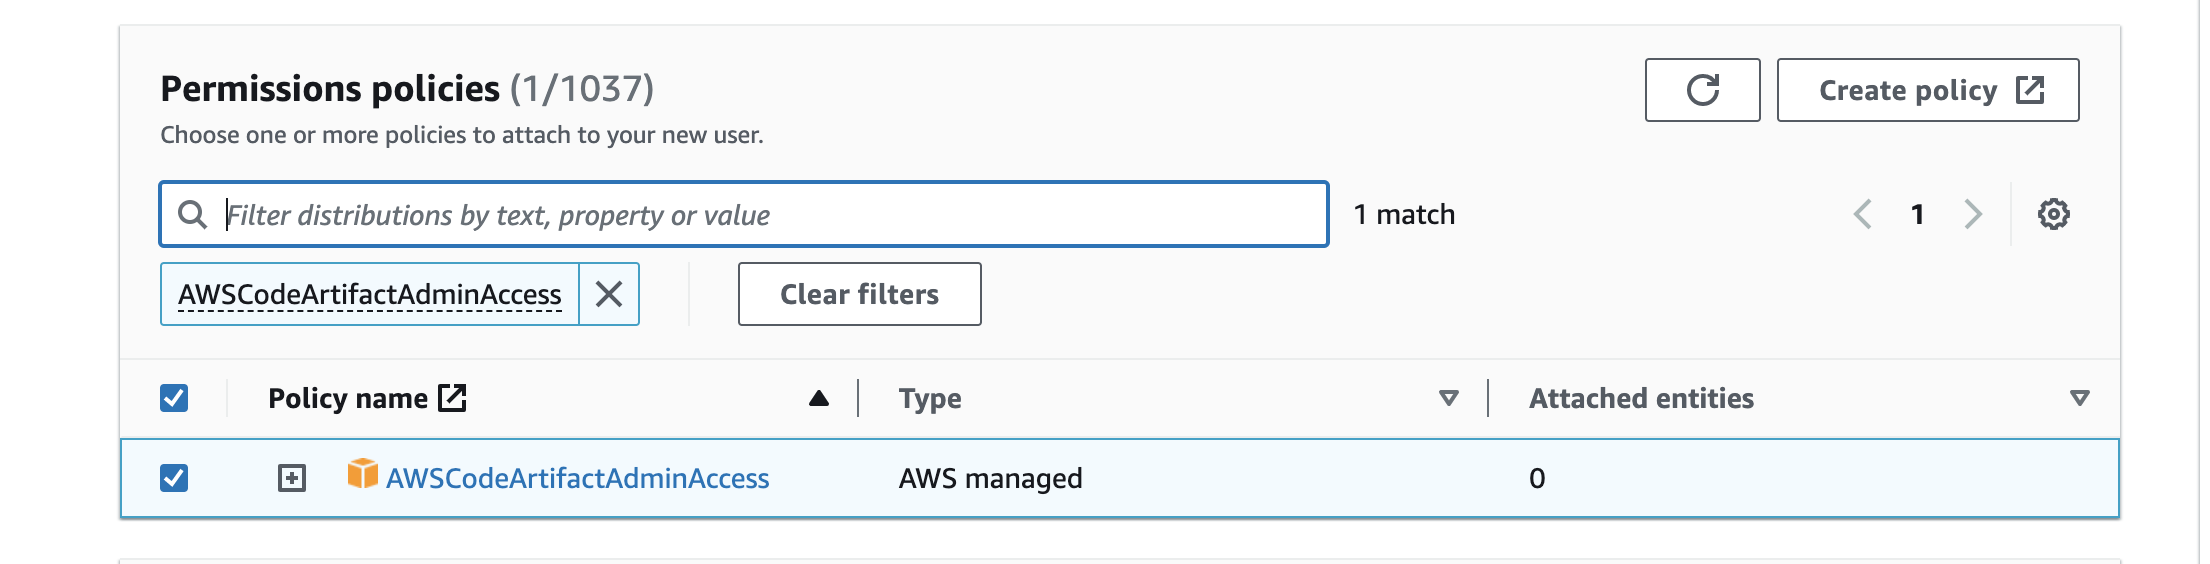 Permissions policies (1/1037)
Create policy
Choose one or more policies to attach to your new user.
Filter distributions by text, property or value
1 match
1
AWSCodeArtifactAdminAccess
Clear filters
Policy name
Type
Attached entities
AWSCodeArtifactAdminAccess
AWS managed
0